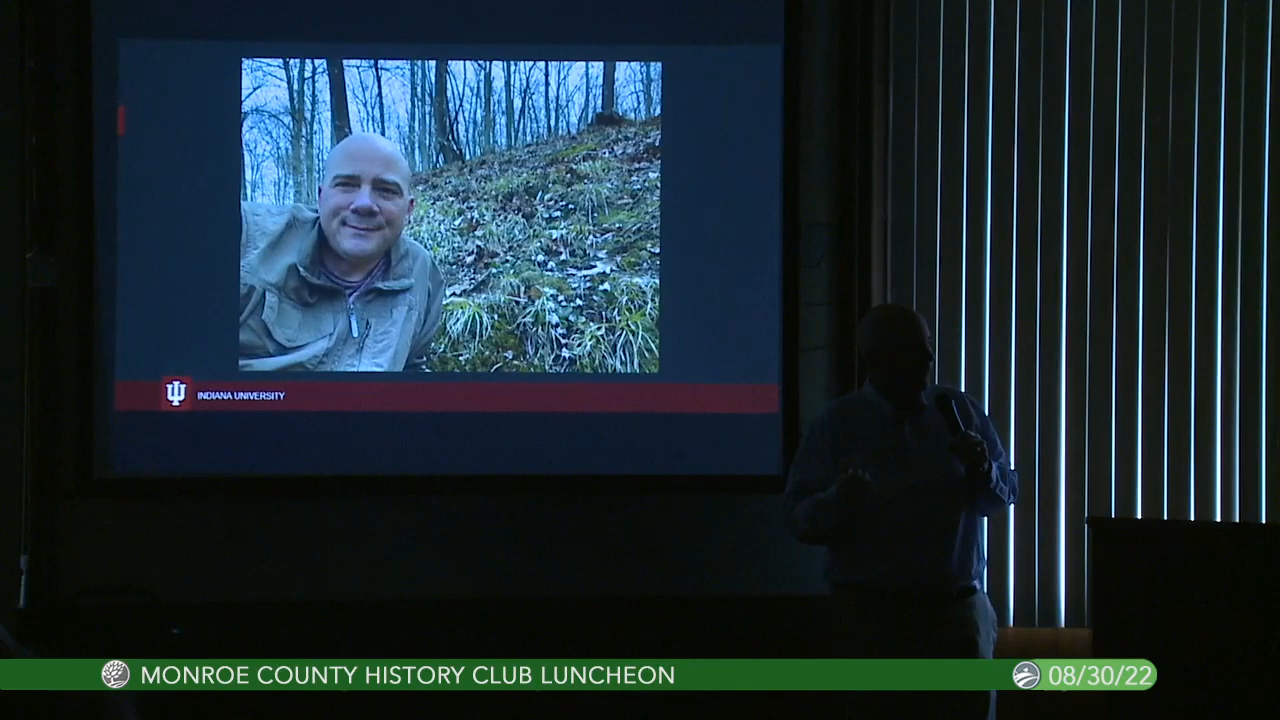 INDIANA UNIVERSITY
MONROE COUNTY HISTORY CLUB LUNCHEON
08/30/22